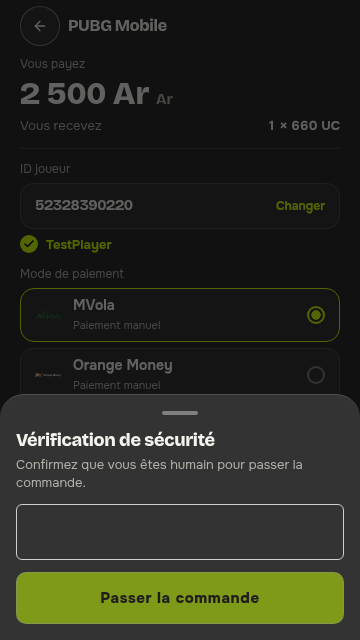 PUBG Mobile
Vous payez
2 500 Ar Ar
Vous recevez 1 × 660 UC
ID joueur
52328390220 Changer
TestPlayer
Mode de paiement
MVola
Paiement manuel
Orange Money
Paiement manuel
Vérification de sécurité
Confirmez que vous êtes humain pour passer la
commande.
Passer la commande